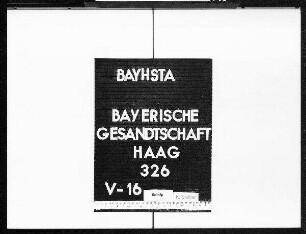 BAYHSTA
BAYERISCHE
GESANDTSCHAFT
HAAG
326
V-16